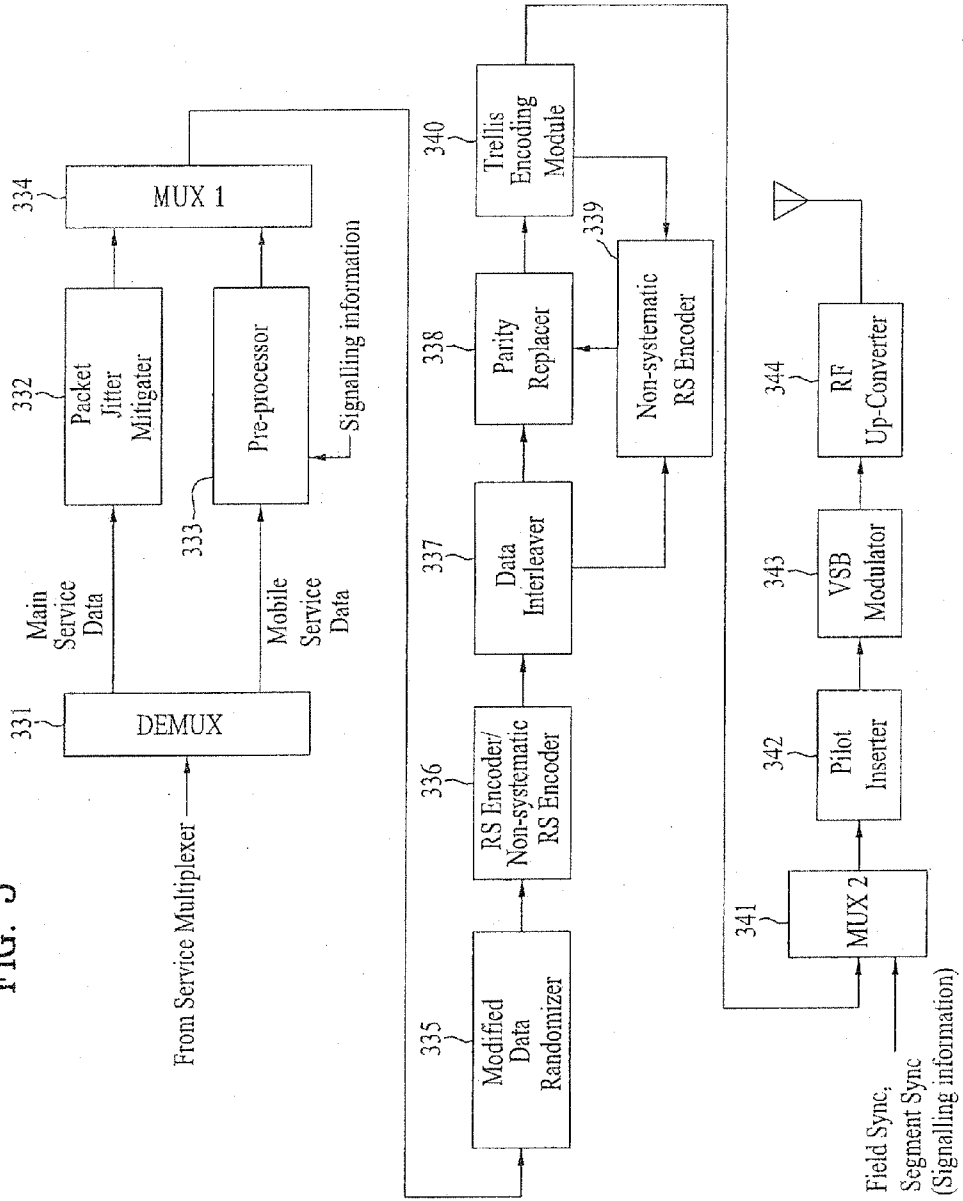 FIG. 3
From Service Multiplexer
331
DEMUX
Main
Service
Data
Mobile
Service
Data
332
Packet
Jitter
Mitigater
333
Pre-processor
Signalling information
334
MUX 1
335
Modified
Data
Randomizer
336
RS Encoder/
Non-systematic
RS Encoder
337
Data
Interleaver
338
Parity
Replacer
339
Non-systematic
RS Encoder
340
Trellis
Encoding
Module
Field Sync,
Segment Sync
(Signalling information)
341
MUX 2
342
Pilot
Inserter
343
VSB
Modulator
344
RF
Up-Converter